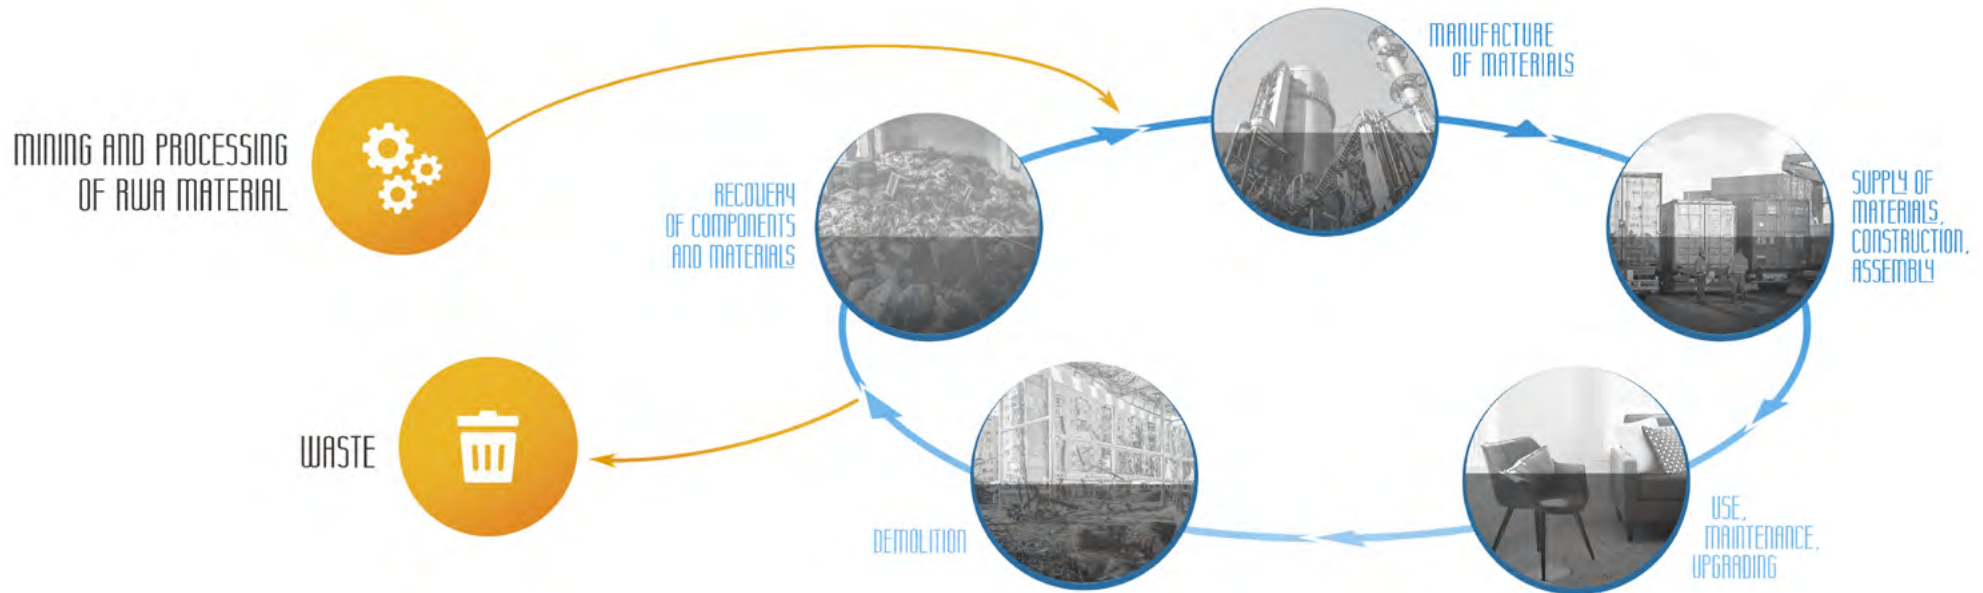 MINING AND PROCESSING
OF RWA MATERIAL
WASTE
RECOVERY
OF COMPONENTS
AND MATERIALS
MANUFACTURE
OF MATERIALS
SUPPLY OF
MATERIALS,
CONSTRUCTION,
ASSEMBLY
USE,
MAINTENANCE,
UPGRADING
DEMOLITION